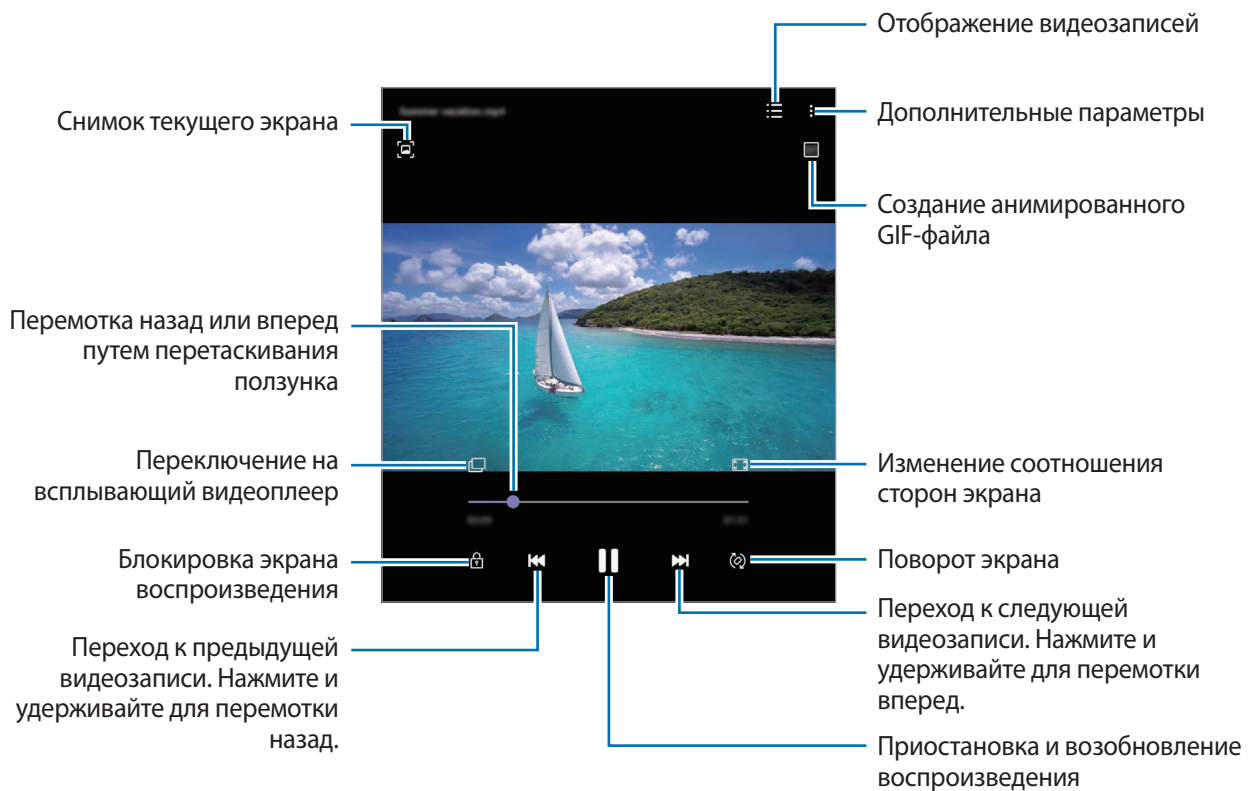 Отображение видеозаписей
Снимок текущего экрана
Дополнительные параметры
Создание анимированного
GIF-файла
Перемотка назад или вперед
путем перетаскивания
ползунка
Переключение на
всплывающий видеоплеер
Изменение соотношения
сторон экрана
Блокировка экрана
воспроизведения
Поворот экрана
Переход к предыдущей
видеозаписи. Нажмите и
удерживайте для перемотки
назад.
Переход к следующей
видеозаписи. Нажмите и
удерживайте для перемотки
вперед.
Приостановка и возобновление
воспроизведения